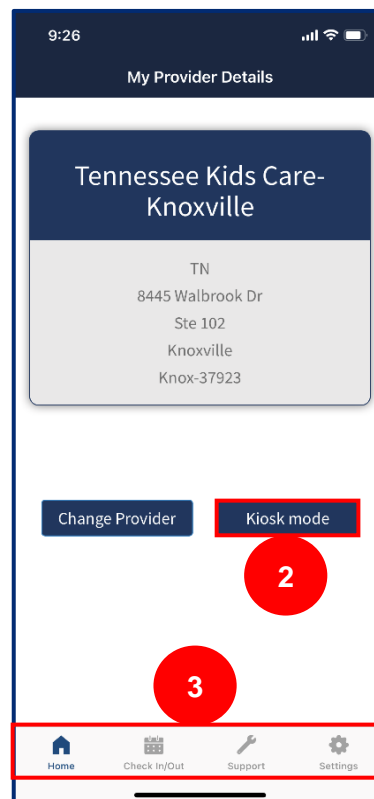 9:26
My Provider Details
Tennessee Kids Care-
Knoxville
TN
8445 Walbrook Dr
Ste 102
Knoxville
Knox-37923
Change Provider
Kiosk mode
2
3
Home
Check In/Out
Support
Settings